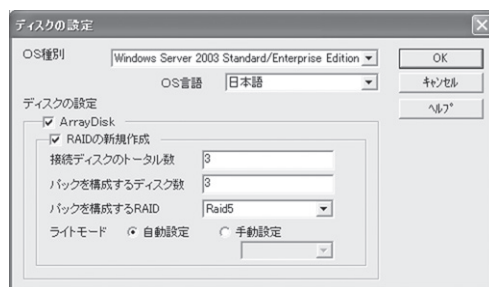 ディスクの設定
OS種別 Windows Server 2003 Standard/Enterprise Edition
OK
OS言語 日本語
キャンセル
ディスクの設定
ヘルプ
ArrayDisk
RAIDの新規作成
接続ディスクのトータル数 3
パックを構成するディスク数 3
パックを構成するRAID Raid5
ライトモード 自動設定 手動設定